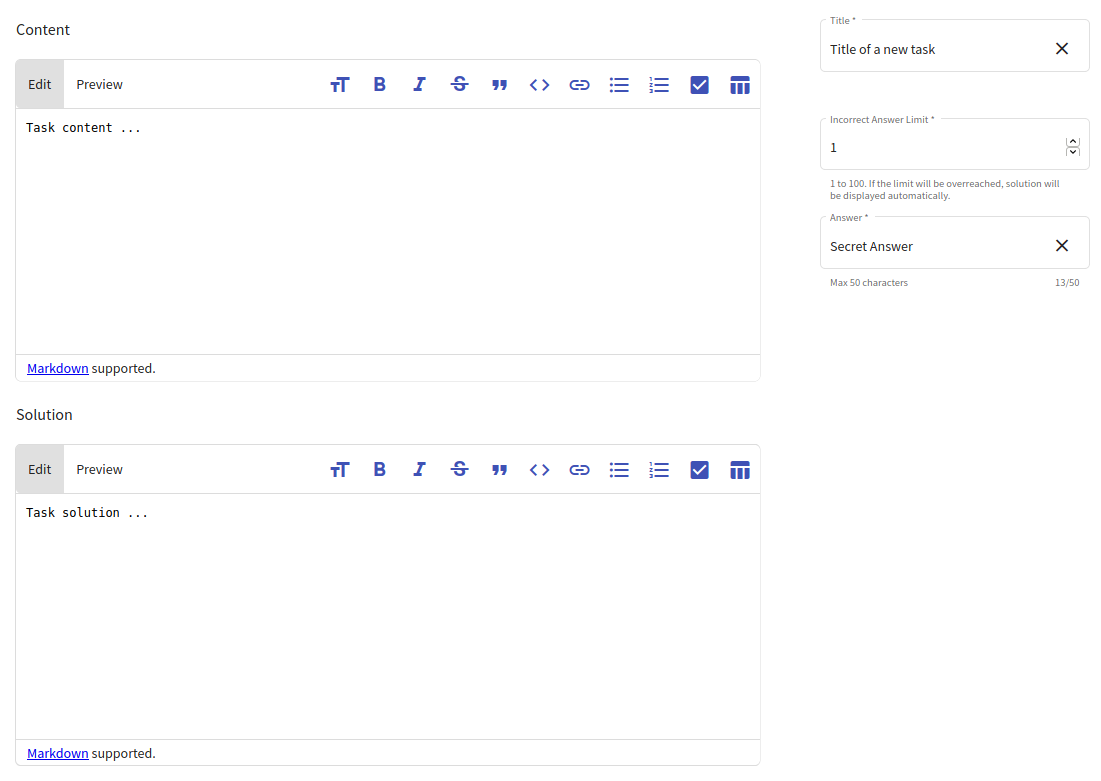 Content
Edit Preview
Task content ...
Markdown supported.
Solution
Edit Preview
Task solution ...
Markdown supported.
Title *
Title of a new task
Incorrect Answer Limit *
1
1 to 100. If the limit will be overreached, solution will
be displayed automatically.
Answer *
Secret Answer
Max 50 characters 13/50